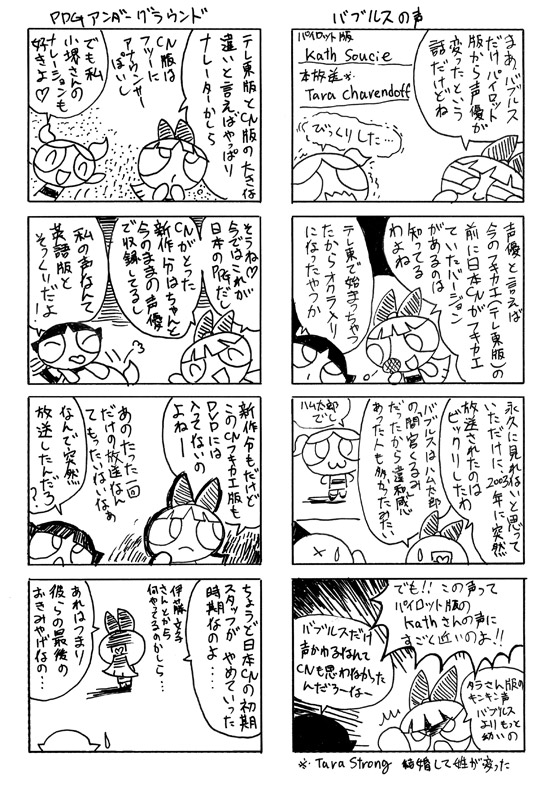 バブルスの声
まあ、バブルス
だけパイロット
版から声優が
変ったという
話だけどね
パイロット版
Kath Soucie
本放送※
Tara Charendoff
びっくりした…
声優と言えば
今のフキカエ(テレ東版)の
前に日本CNがフキカエ
ていたバージョン
があるのは
知ってる
わよね
テレ東で始まっちゃっ
たからオクラ入り
になったやつか
永久に見れないと思って
いただけに、2003年に突然
放送されたのは
ビックリしたわ
バブルスはハム太郎
の間宮くるみ
だったから違和感
あった人も多かったみたい
ハム太郎
でし
でも!!この声って
パイロット版の
Kathさんの声に
すごく近いのよ!!
タラさん版の
キンキン声
バブルス
よりもっと
幼いの
バブルスだけ
声かわるなんて
CNも思わなかった
んだろーなー
※Tara Strong 結婚して姓が変った
PPGアンダーグラウンド
テレ東版とCN版の大きな
違いと言えばやっぱり
ナレーターかしら
CN版は
フツーに
アナウンサー
っぽいし
でも私
小塚さんの
ナレーションも
好きよ♡
そうね♡
今ではこれが
日本のPPGだ
CNがとった
新作分はちゃんと
今のままの声優
で収録してるし
私の声なんて
英語版と
そっくりだよ!
新作分もだけど
このCNフキカエ版も
DVDには
入ってないの
よねー
あのたった一回
だけの放送なん
てもったいないなぁ
なんで突然
放送したんだろ
??
ちょうど日本CNの初期
スタッフが やめていった
時期なのよ…
伊藤文子
さんとか今
何やってるのかしら…
あれはつまり
彼らの最後の
おきみやげなの…